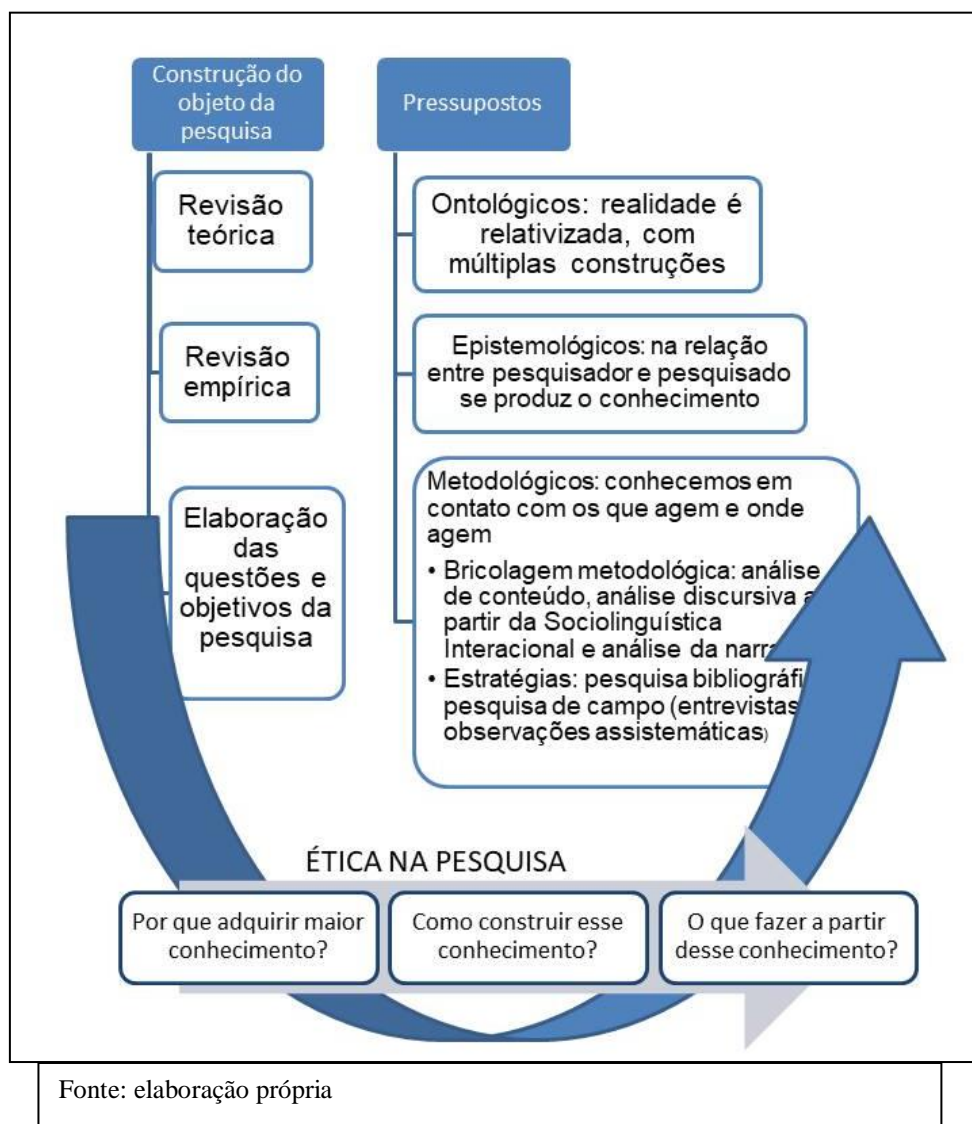 Construção do
objeto da
pesquisa
Revisão
teórica
Revisão
empírica
Elaboração
das
questões e
objetivos da
pesquisa
Pressupostos
Ontológicos: realidade é
relativizada, com
múltiplas construções
Epistemológicos: na relação
entre pesquisador e pesquisado
se produz o conhecimento
Metodológicos: conhecemos em
contato com os que agem e onde
agem
• Bricolagem metodológica: análise
de conteúdo, análise discursiva a
partir da Sociolinguística
Interacional e análise da
• Estratégias: pesquisa
pesquisa de campo (entrevistas
observações assistemáticas)
ÉTICA NA PESQUISA
Por que adquirir maior
conhecimento?
Como construir esse
conhecimento?
O que fazer a partir
desse conhecimento?
Fonte: elaboração própria